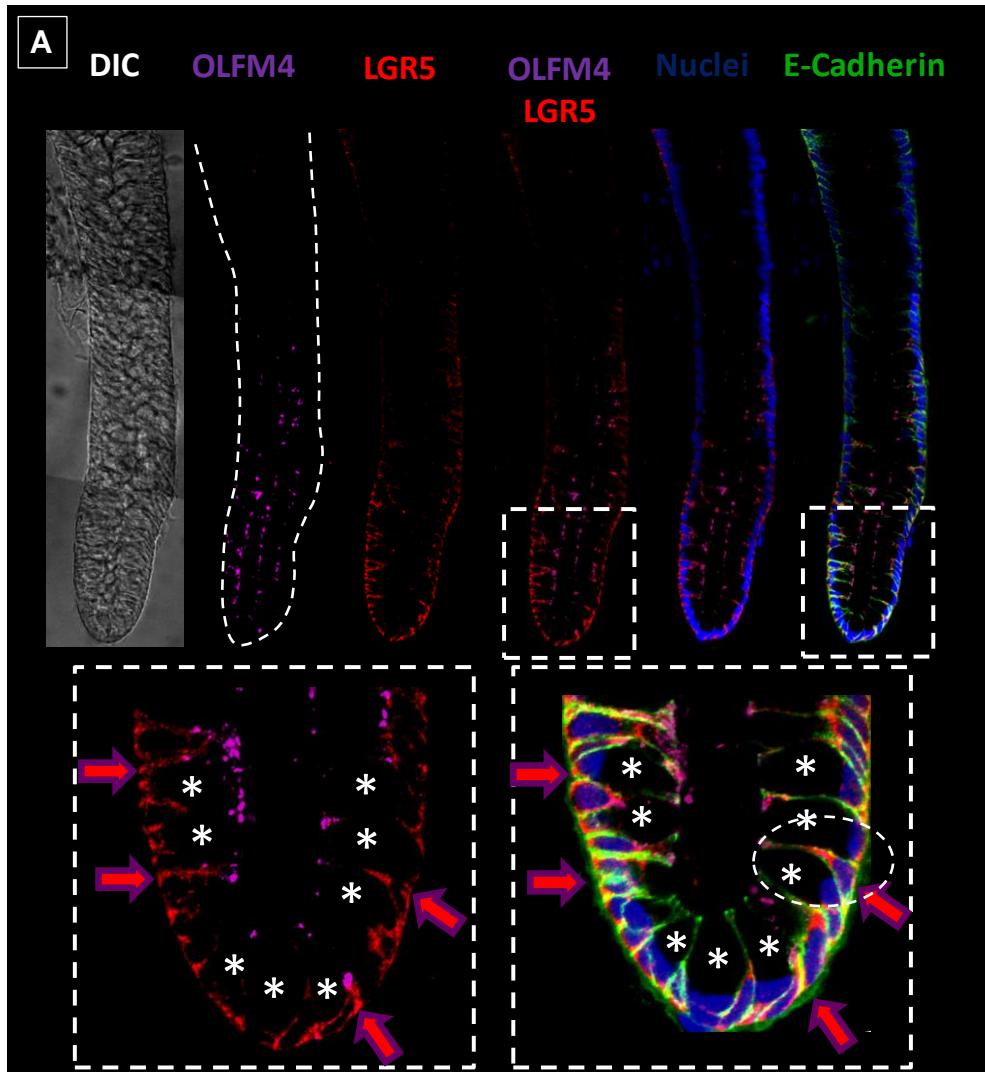 A
DIC
OLFM4
LGR5
OLFM4
LGR5
Nuclei
E-Cadherin
* * * * * * * *
* * * * * * * *